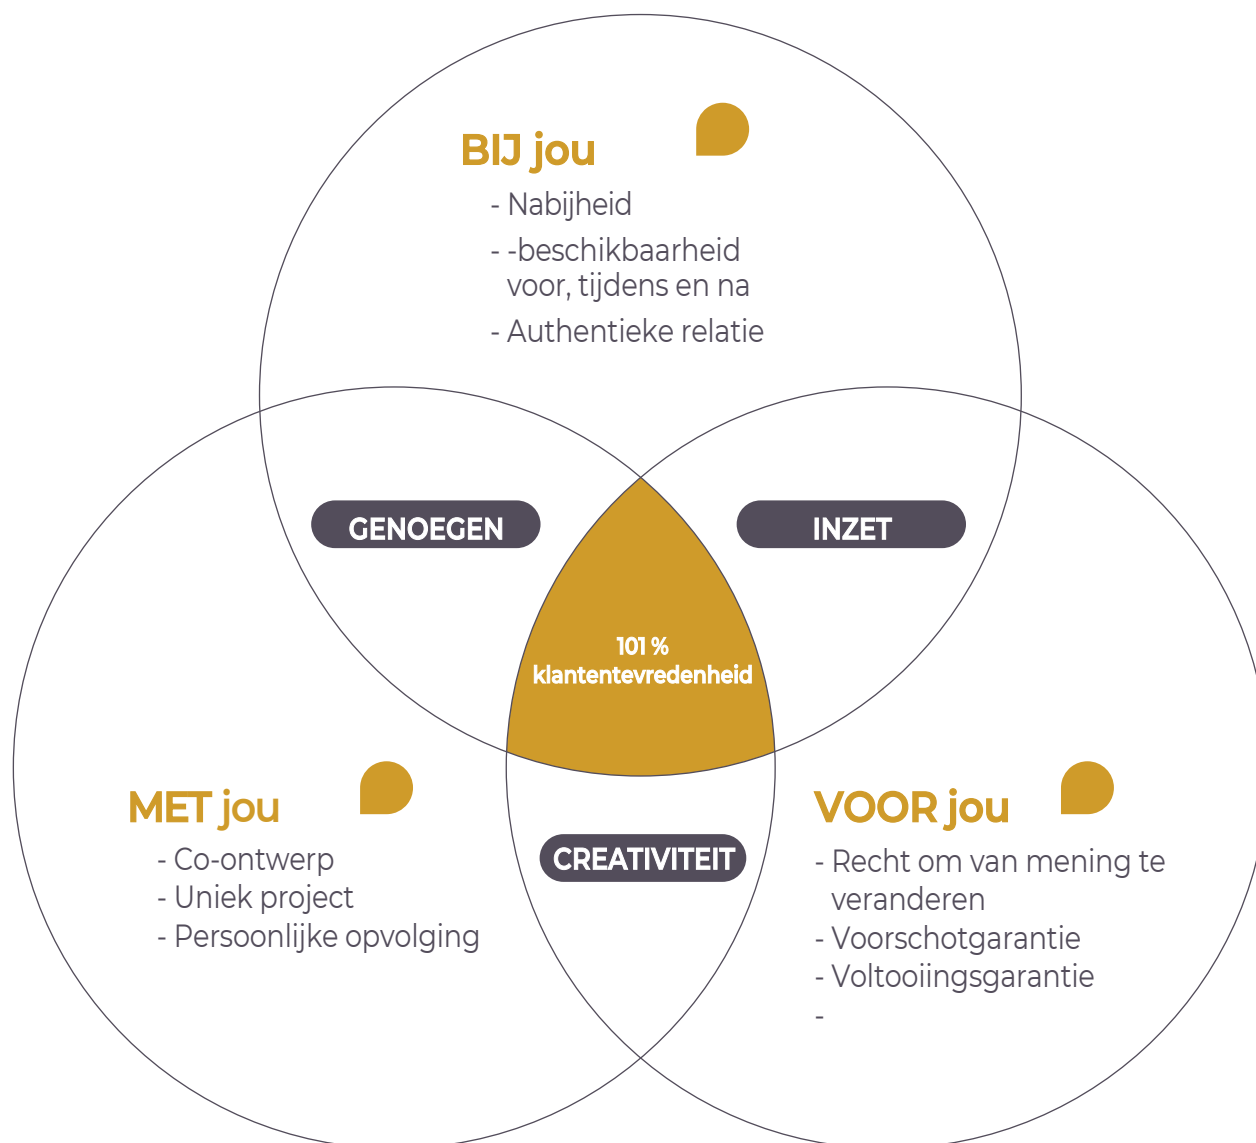 BIJ jou
- Nabijheid
- -beschikbaarheid
voor, tijdens en na
- Authentieke relatie
GENOEGEN
INZET
101 %
klantentevredenheid
MET jou
- Co-ontwerp
- Uniek project
- Persoonlijke opvolging
CREATIVITEIT
VOOR jou
- Recht om van mening te
veranderen
- Voorschotgarantie
- Voltooiingsgarantie
-